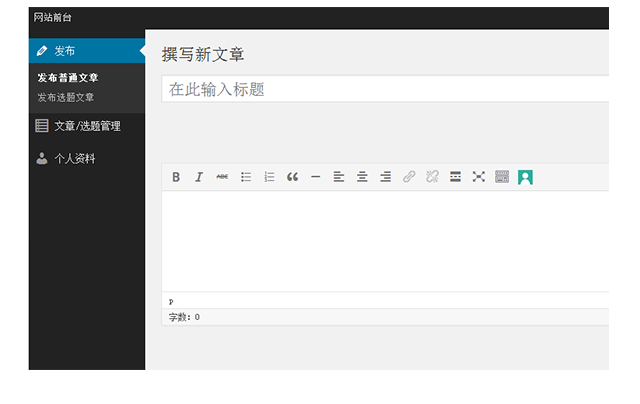 网站前台
发布
发布普通文章
发布选题文章
文章/选题管理
个人资料
撰写新文章
在此输入标题
B I ABC
p
字数: 0